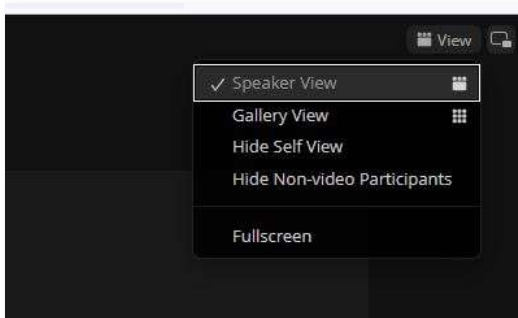 View
Speaker View
Gallery View
Hide Self View
Hide Non-video Participants
Fullscreen